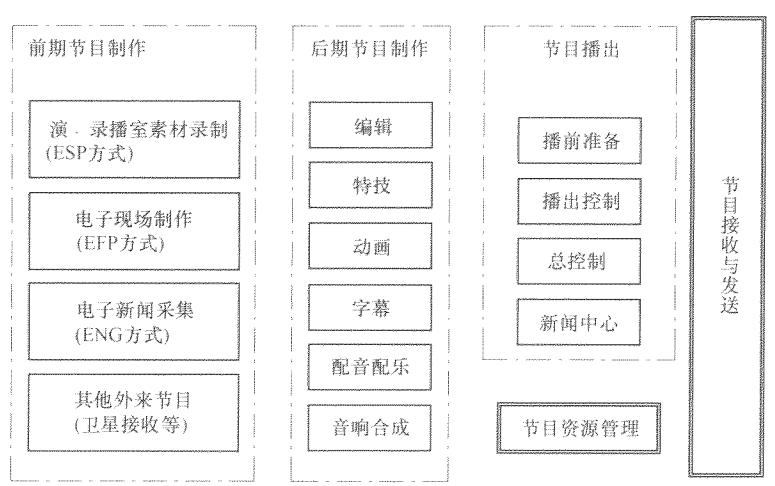 前期节目制作
演﹒录播室素材录制
(ESP方式)
电子现场制作
(EFP方式)
电子新闻采集
(ENG方式)
其他外来节目
(卫星接收等)
后期节目制作
编辑
特技
动画
字幕
配音配乐
音响合成
节目播出
播前准备
播出控制
总控制
新闻中心
节目资源管理
节目接收与发送